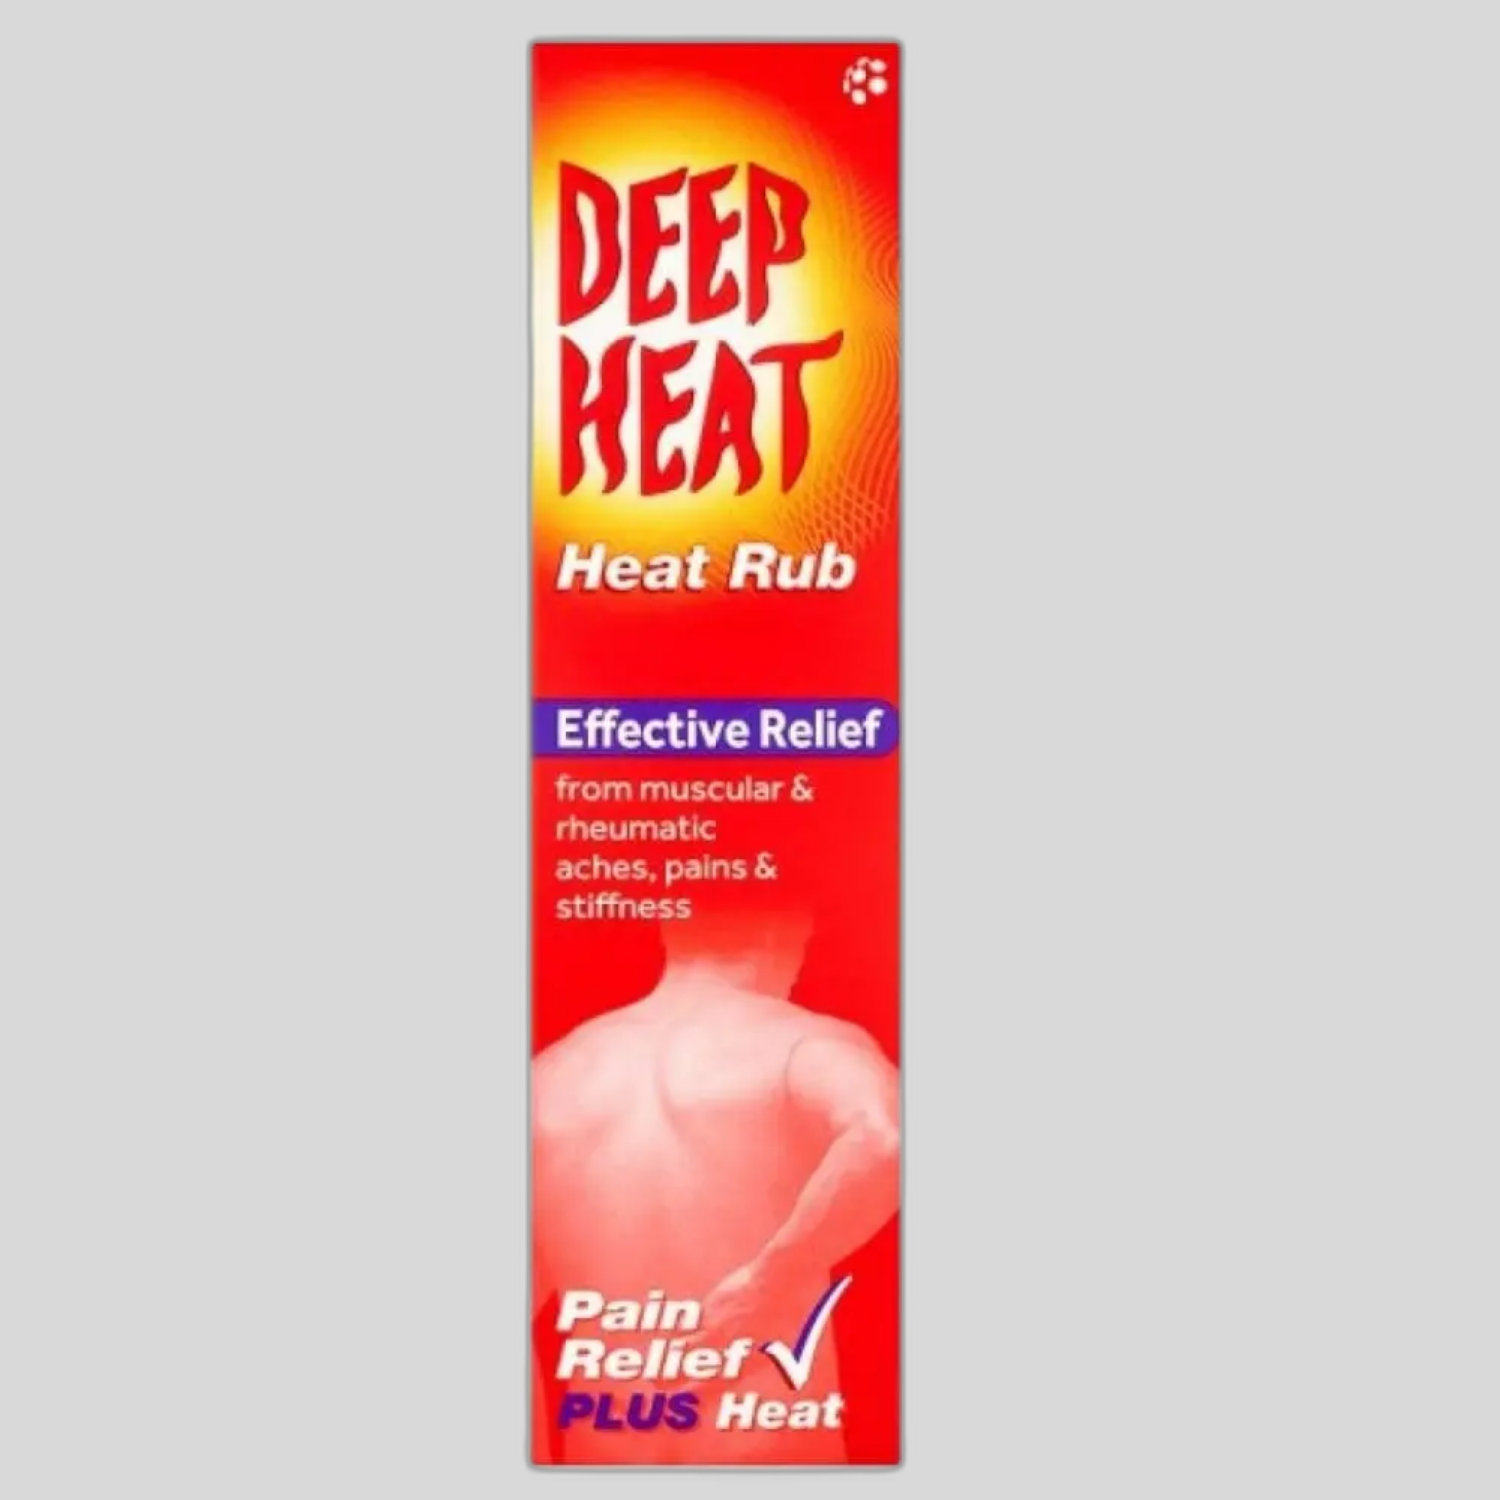 DEEP
HEAT
Heat Rub
Effective Relief
from muscular &
rheumatic
aches, pains &
stiffness
Pain
Relief
PLUS Heat